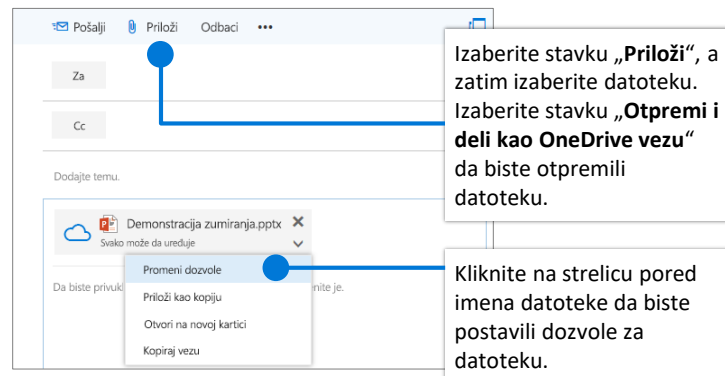 Pošalji Priloži Odbaci •••
Za
Cc
Dodajte temu.
Demonstracija zumiranja.pptx
Svako može da uređuje
Promeni dozvole
Da biste privuk
enite je.
Priloži kao kopiju
Otvori na novoj kartici
Kopiraj vezu
Izaberite stavku „Priloži“, a
zatim izaberite datoteku.
Izaberite stavku „Otpremi i
deli kao OneDrive vezu“
da biste otpremili
datoteku.
Kliknite na strelicu pored
imena datoteke da biste
postavili dozvole za
datoteku.